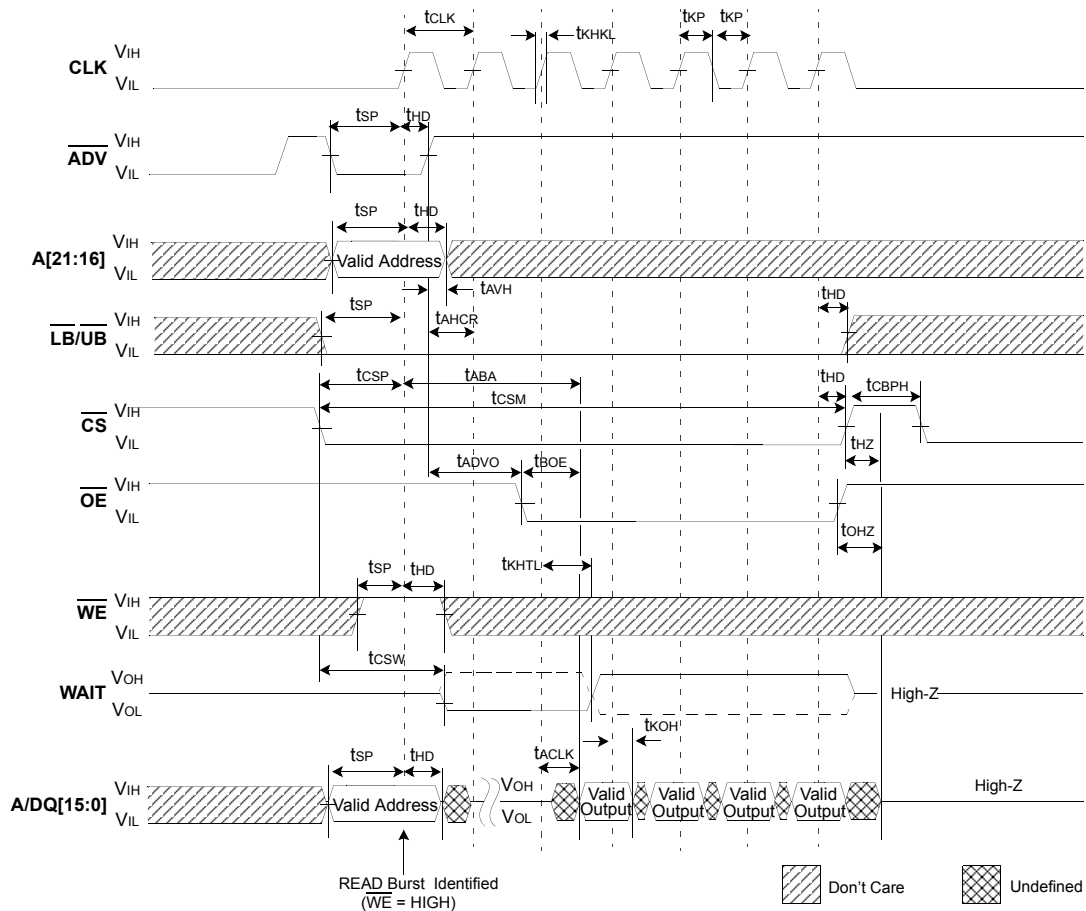 tCLK tKHKL tKP tKP
CLK VIH
VIL
tSP tHD
ADV VIH
VIL
tSP tHD
A[21:16] VIH
VIL
Valid Address
tAVH
tSP tAHCR tHD
LB/UB VIH
VIL
tCSP tABA tHD tCBPH
tCSM
CS VIH
VIL
tHZ
tADVO tBOE
OE VIH
VIL
tOHZ
tKHTL
tSP tHD
WE VIH
VIL
tCSW
WAIT VOH
VOL
High-Z
tKOH
tACLK
tSP tHD
A/DQ[15:0] VIH
VIL
Valid Address
VOH
VOL
Valid Output
Valid Output
Valid Output
Valid Output
High-Z
READ Burst Identified
(WE = HIGH)
Don't Care
Undefined